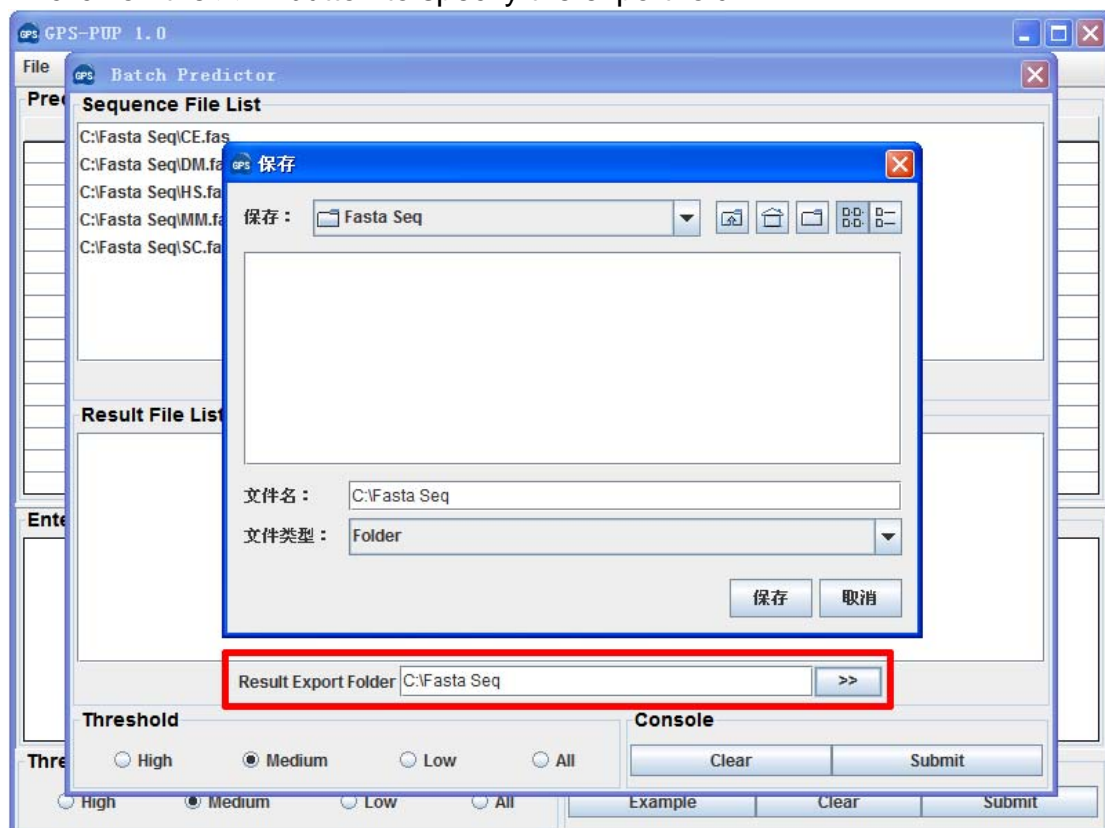 GPS-PUP 1.0
File
Batch Predictor
Sequence File List
C:\Fasta Seq\CE.fas
C:\Fasta Seq\DM.fa
C:\Fasta Seq\HS.fa
C:\Fasta Seq\MM.fa
C:\Fasta Seq\SC.fa
GPS 保存
保存： Fasta Seq
文件名： C:\Fasta Seq
文件类型： Folder
保存 取消
Result File List
Result Export Folder C:\Fasta Seq >>
Threshold
High Medium Low All
Console
Clear Submit
High Medium Low All
Example Clear Submit